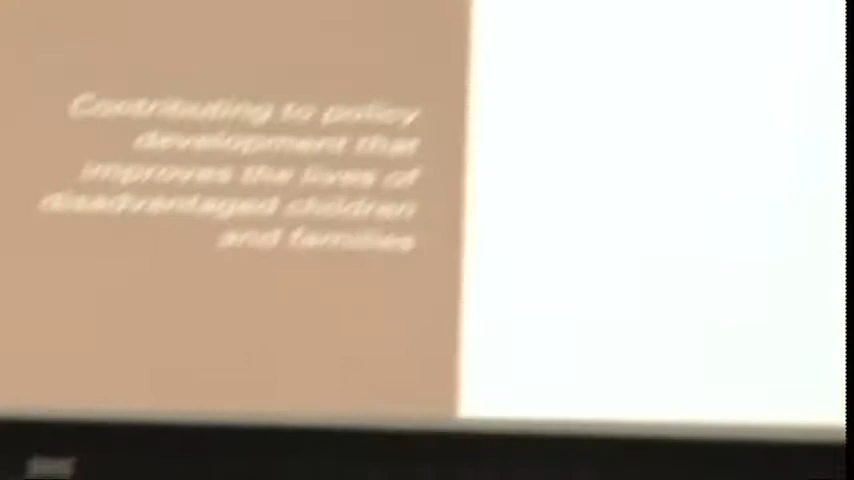 Contributing to policy
development that
improves the lives of
disadvantaged children
and families